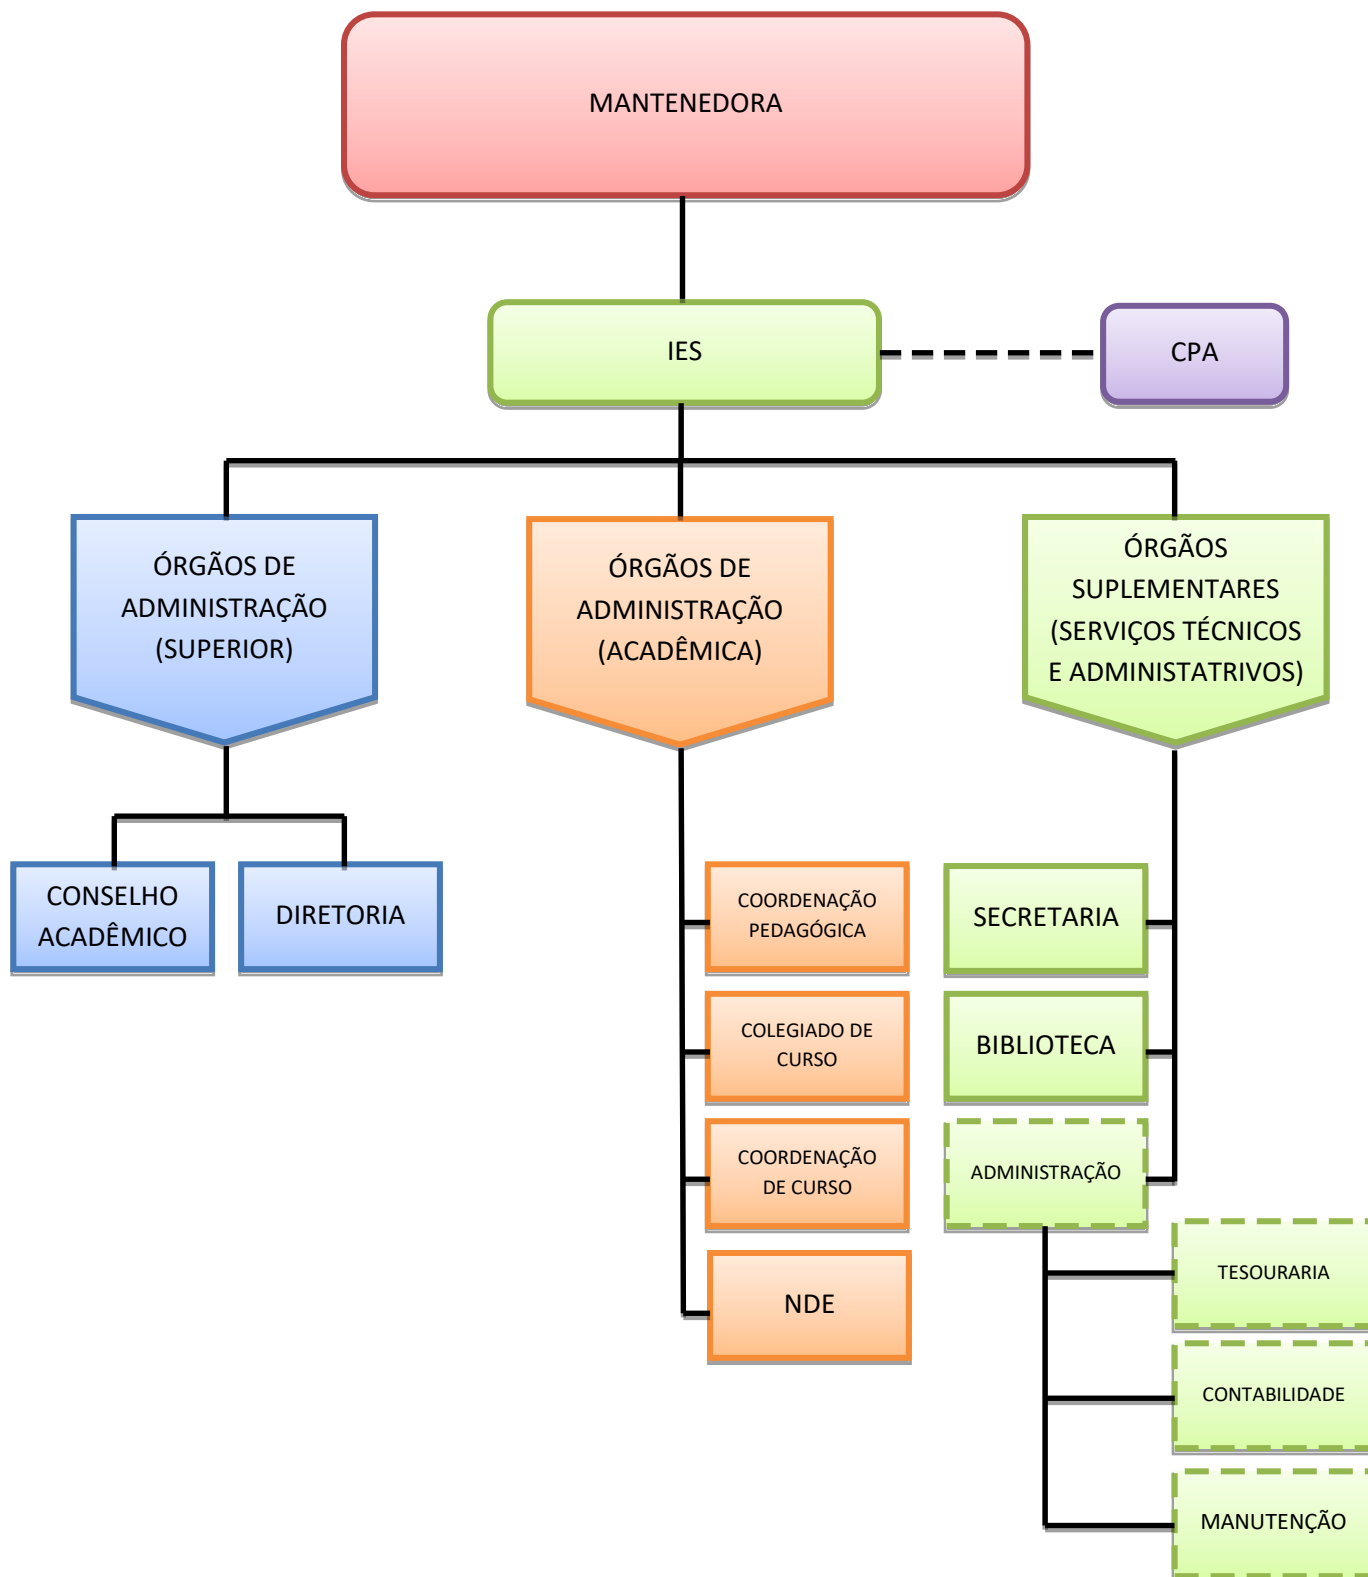 MANTENEDORA
IES
CPA
ÓRGÃOS DE
ADMINISTRAÇÃO
(SUPERIOR)
ÓRGÃOS DE
ADMINISTRAÇÃO
(ACADÊMICA)
ÓRGÃOS
SUPLEMENTARES
(SERVIÇOS TÉCNICOS
E ADMINISTATRIVOS)
CONSELHO
ACADÊMICO
DIRETORIA
COORDENAÇÃO
PEDAGÓGICA
COLEGIADO DE
CURSO
COORDENAÇÃO
DE CURSO
NDE
SECRETARIA
BIBLIOTECA
ADMINISTRAÇÃO
TESOURARIA
CONTABILIDADE
MANUTENÇÃO